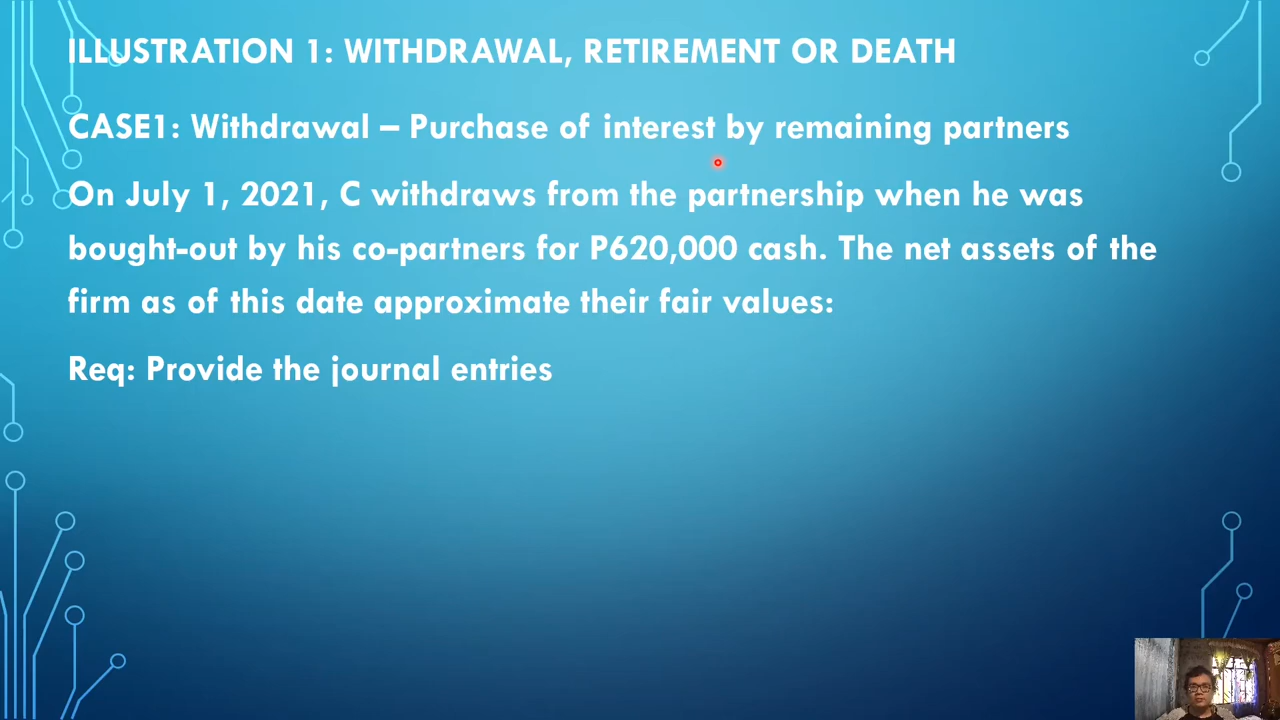 ILLUSTRATION 1: WITHDRAWAL, RETIREMENT OR DEATH
CASE1: Withdrawal – Purchase of interest by remaining partners
On July 1, 2021, C withdraws from the partnership when he was
bought-out by his co-partners for P620,000 cash. The net assets of the
firm as of this date approximate their fair values:
Req: Provide the journal entries